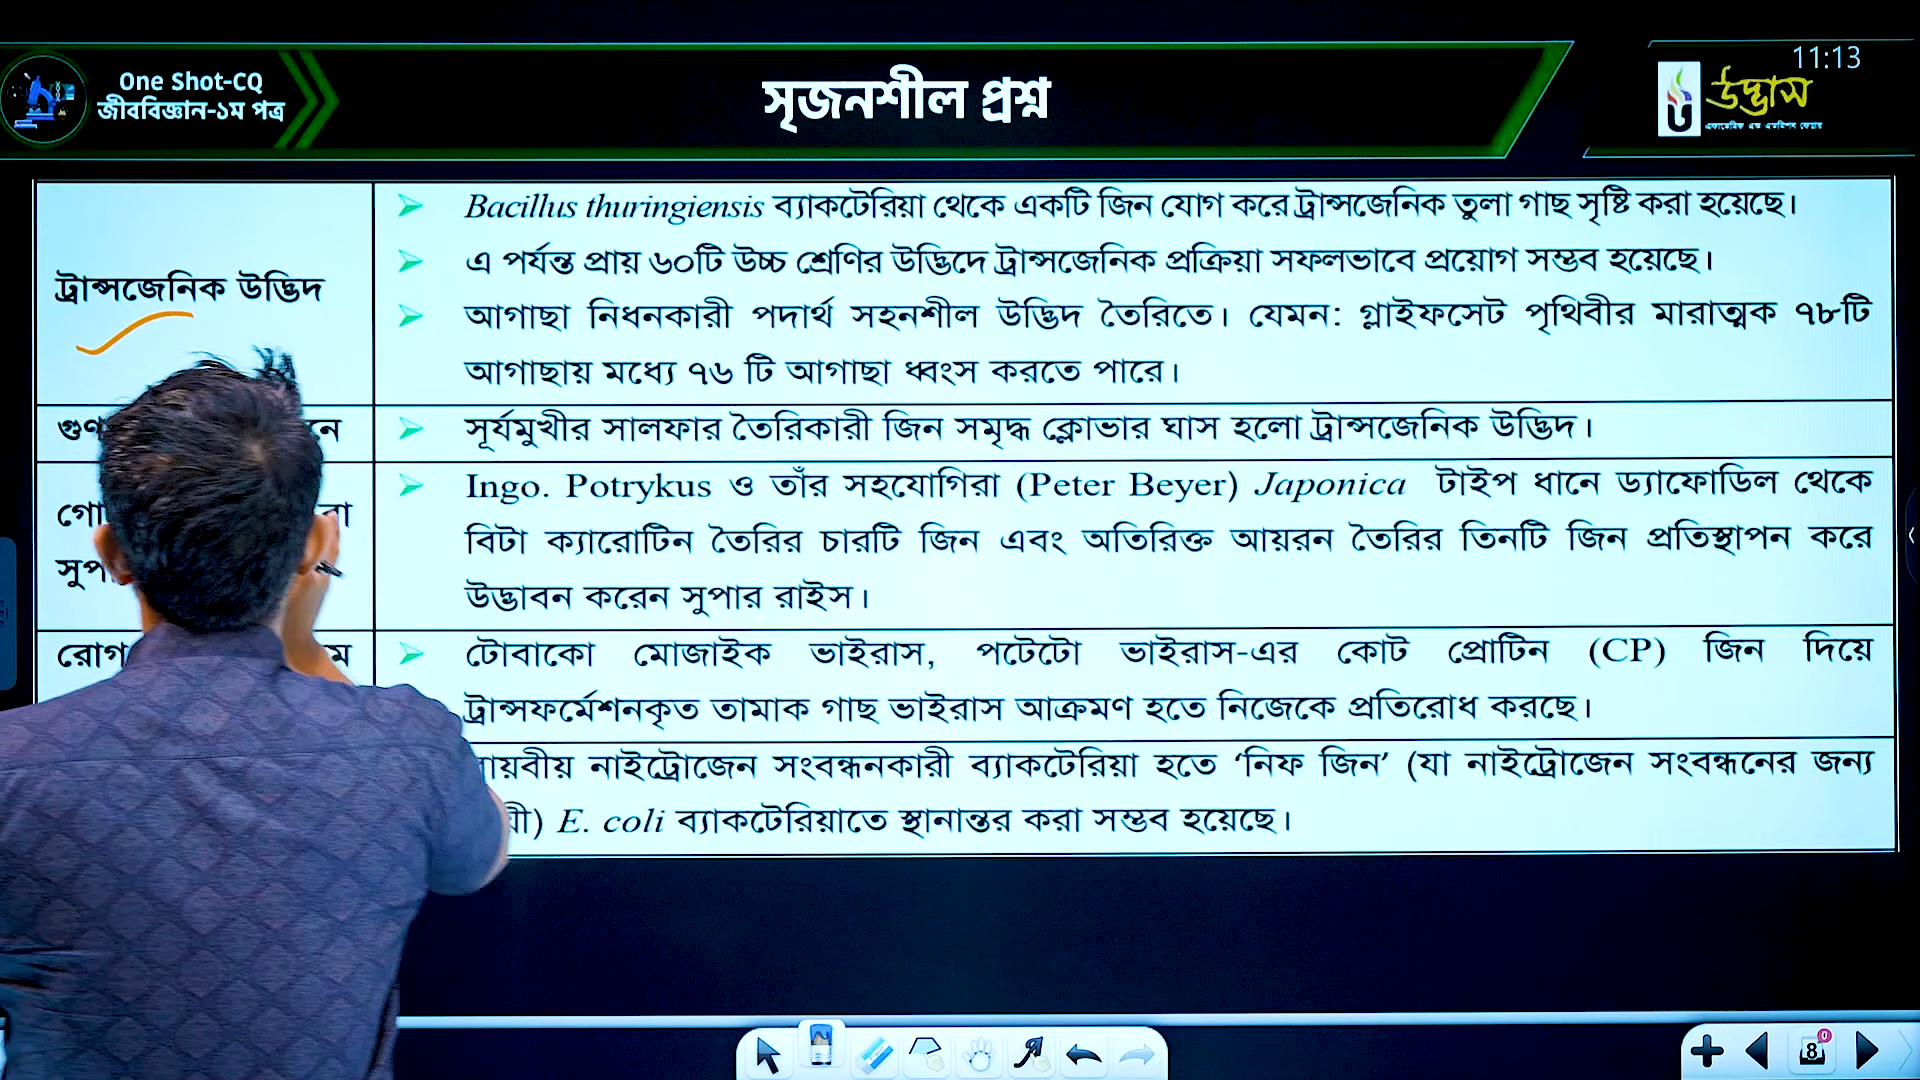 One Shot-CQ
জীববিজ্ঞান-১ম পত্র
সৃজনশীল প্রশ্ন
11:13
উদ্ভাস
ট্রান্সজেনিক উদ্ভিদ
Bacillus thuringiensis ব্যাকটেরিয়া থেকে একটি জিন যোগ করে ট্রান্সজেনিক তুলা গাছ সৃষ্টি করা হয়েছে।
এ পর্যন্ত প্রায় ৬০টি উচ্চ শ্রেণির উদ্ভিদে ট্রান্সজেনিক প্রক্রিয়া সফলভাবে প্রয়োগ সম্ভব হয়েছে।
আগাছা নিধনকারী পদার্থ সহনশীল উদ্ভিদ তৈরিতে। যেমন: গ্লাইফসেট পৃথিবীর মারাত্মক ৭৮টি
আগাছায় মধ্যে ৭৬ টি আগাছা ধ্বংস করতে পারে।
সূর্যমুখীর সালফার তৈরিকারী জিন সমৃদ্ধ ক্লোভার ঘাস হলো ট্রান্সজেনিক উদ্ভিদ।
Ingo. Potrykus ও তাঁর সহযোগিরা (Peter Beyer) Japonica টাইপ ধানে ড্যাফোডিল থেকে
বিটা ক্যারোটিন তৈরির চারটি জিন এবং অতিরিক্ত আয়রন তৈরির তিনটি জিন প্রতিস্থাপন করে
উদ্ভাবন করেন সুপার রাইস।
রোগ
টোবাকো মোজাইক ভাইরাস, পটেটো ভাইরাস-এর কোট প্রোটিন (CP) জিন দিয়ে
ট্রান্সফর্মেশনকৃত তামাক গাছ ভাইরাস আক্রমণ হতে নিজেকে প্রতিরোধ করছে।
নাইট্রোজেন সংবন্ধনকারী ব্যাকটেরিয়া হতে ‘নিফ জিন’ (যা নাইট্রোজেন সংবন্ধনের জন্য
E. coli ব্যাকটেরিয়াতে স্থানান্তর করা সম্ভব হয়েছে।
8